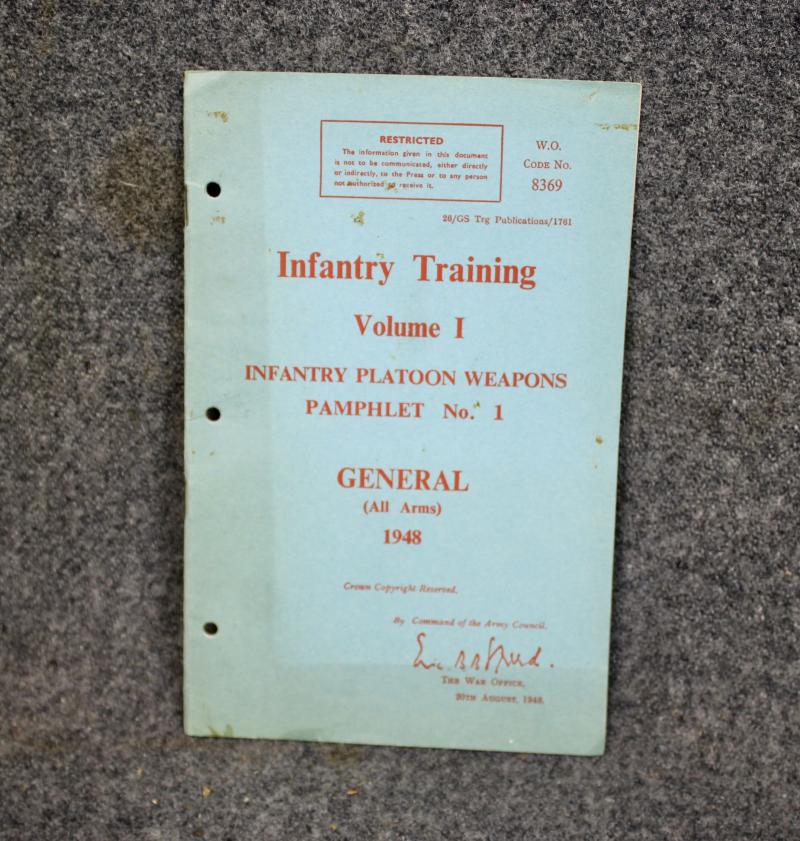 RESTRICTED
The information given in this document
is not to be communicated, either directly
or indirectly, to the Press or to any person
not authorized to receive it.
W.O.
CODE No.
8369
26/GS Trg Publications/1761
Infantry Training
Volume I
INFANTRY PLATOON WEAPONS
PAMPHLET No. 1
GENERAL
(All Arms)
1948
Crown Copyright Reserved.
By Command of the Army Council.
THE WAR OFFICE,
20TH AUGUST, 1948.